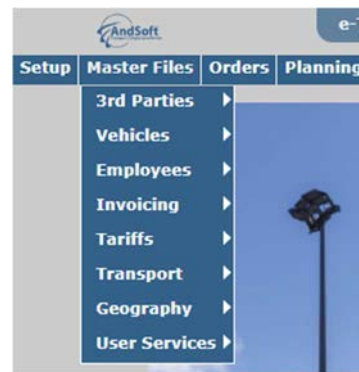 AndSoft
e-
Setup Master Files Orders Planning
3rd Parties
Vehicles
Employees
Invoicing
Tariffs
Transport
Geography
User Services